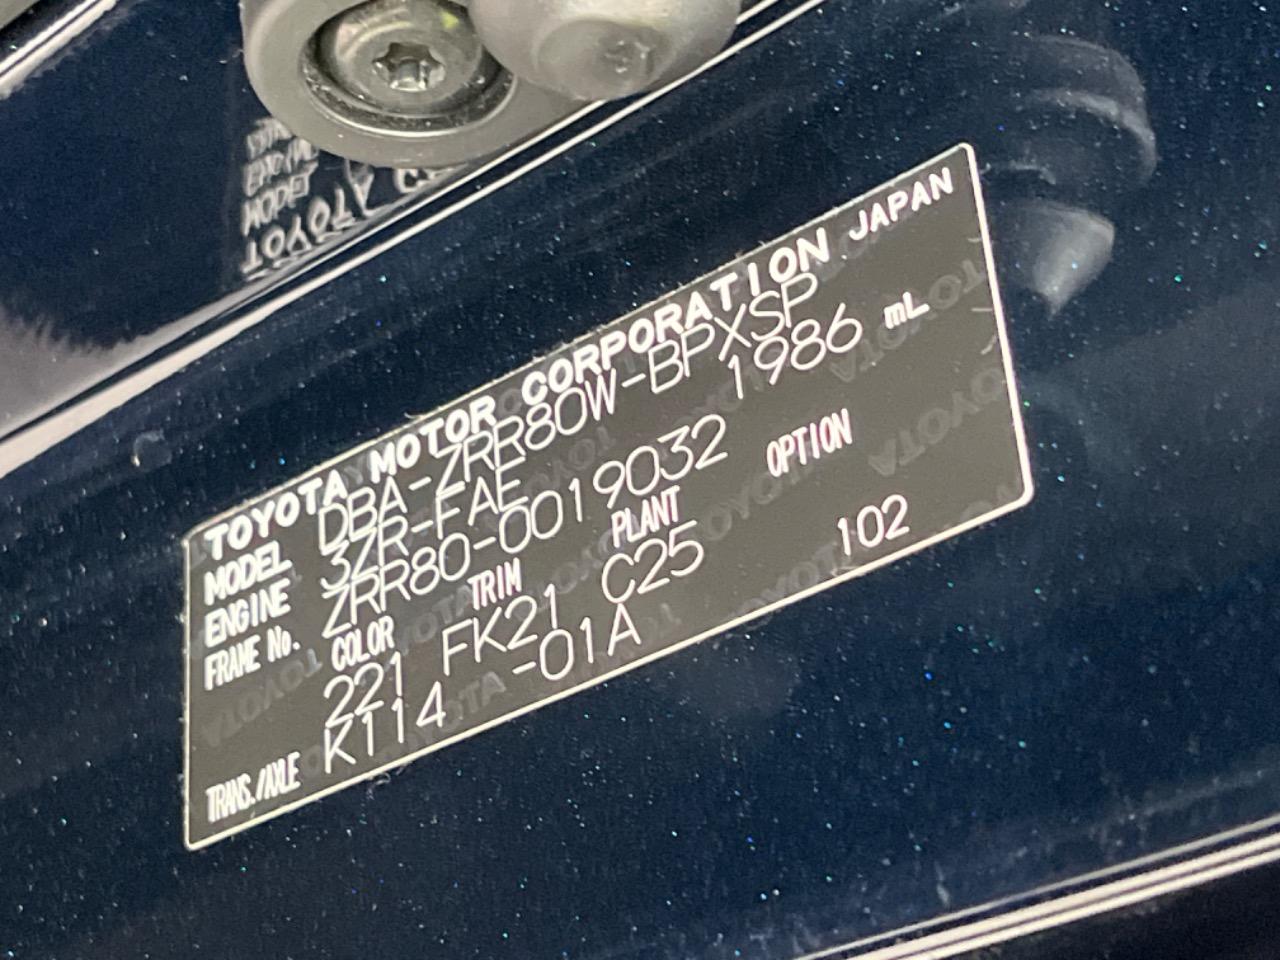 TOYOTA MOTOR CORPORATION JAPAN
MODEL DBA-ZRR80W-BPXSP
ENGINE 3ZR-FAE 1986 mL
FRAME No. ZRR80-0019032
COLOR TRIM PLANT OPTION
221 FK21 C25 102
TRANS./AXLE K114 -01A